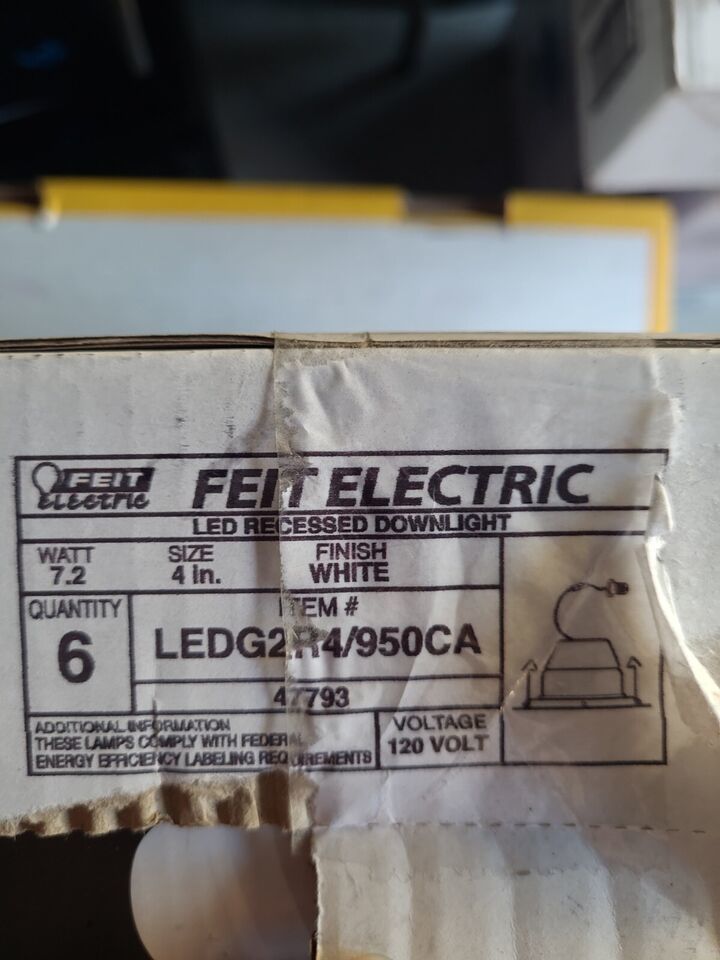 FEIT
electric
FEIT ELECTRIC
LED RECESSED DOWNLIGHT
WATT
7.2
SIZE
4 in.
FINISH
WHITE
QUANTITY
6
ITEM #
LEDG2R4/950CA
47793
ADDITIONAL INFORMATION
THESE LAMPS COMPLY WITH FEDERAL
ENERGY EFFICIENCY LABELING REQUIREMENTS
VOLTAGE
120 VOLT